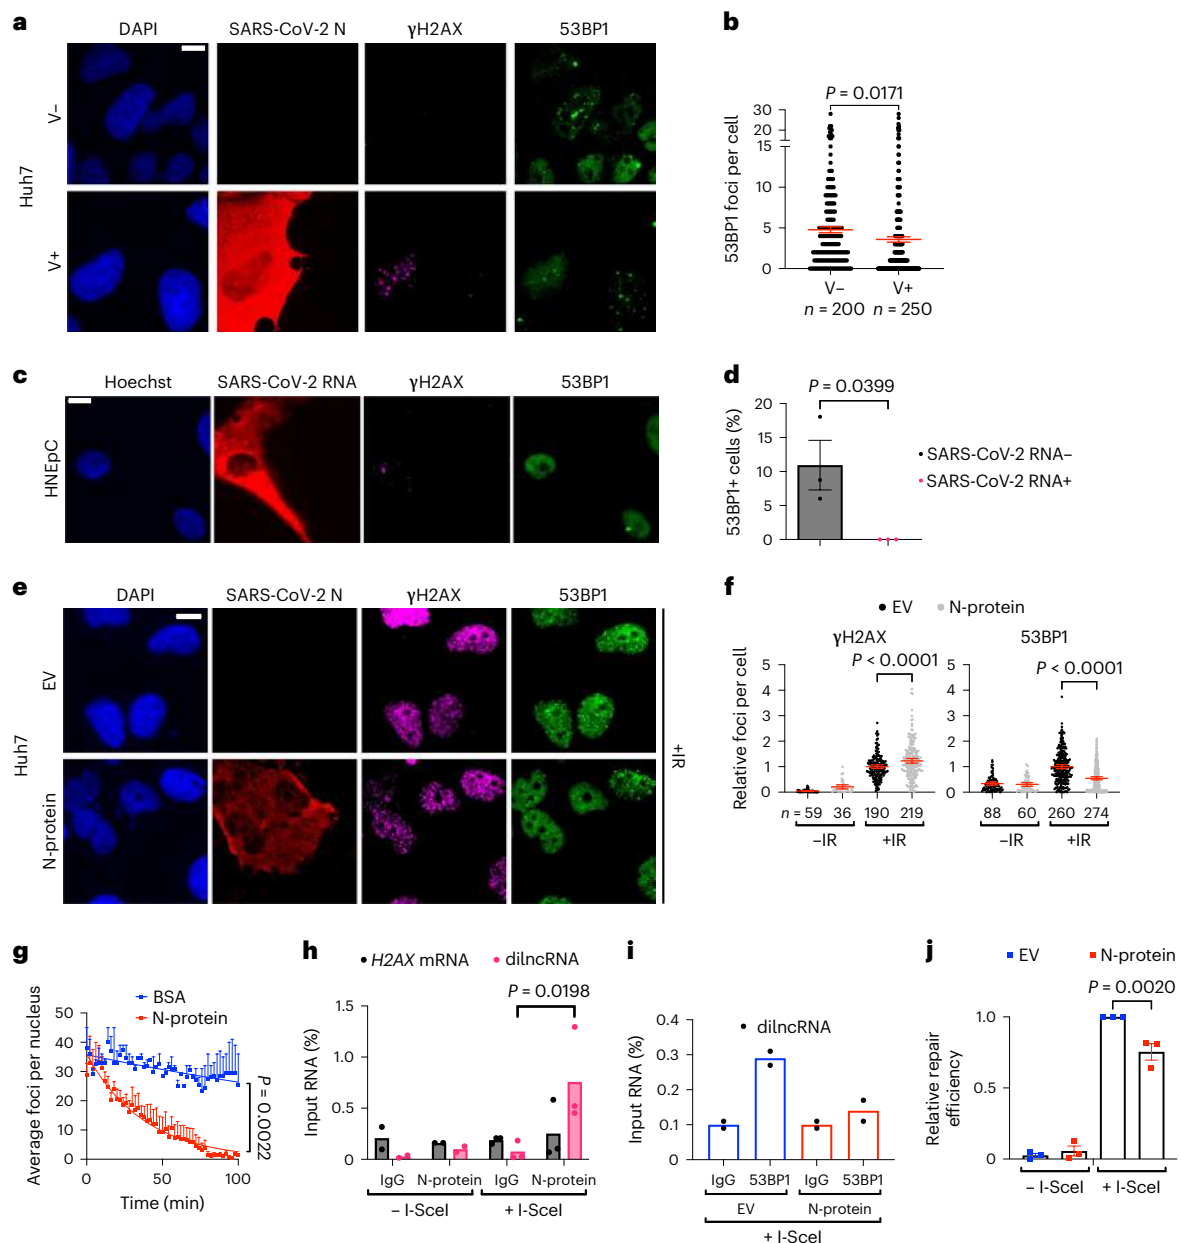 a
DAPI SARS-CoV-2 N γH2AX 53BP1
Huh7
V–
V+
b
P = 0.0171
53BP1 foci per cell
30
20
15
10
5
0
V– V+
n = 200 n = 250
c
Hoechst SARS-CoV-2 RNA γH2AX 53BP1
HNEpC
d
P = 0.0399
53BP1+ cells (%)
20
15
10
5
0
SARS-CoV-2 RNA–
SARS-CoV-2 RNA+
e
DAPI SARS-CoV-2 N γH2AX 53BP1
Huh7
EV
N-protein
+IR
f
EV N-protein
γH2AX 53BP1
P < 0.0001 P < 0.0001
Relative foci per cell
5 5
4 4
3 3
2 2
1 1
0 0
n = 59 36 190 219 88 60 260 274
–IR +IR –IR +IR
g
BSA
N-protein
Average foci per nucleus
50
40
30
20
10
0
P = 0.0022
0 50 100
Time (min)
h
H2AX mRNA dilncRNA
P = 0.0198
Input RNA (%)
1.5
1.0
0.5
0
IgG N-protein IgG N-protein
– I-SceI + I-SceI
i
dilncRNA
Input RNA (%)
0.4
0.3
0.2
0.1
0
IgG 53BP1 IgG 53BP1
EV N-protein
+ I-SceI
j
EV N-protein
P = 0.0020
Relative repair
efficiency
1.0
0.5
0
– I-SceI + I-SceI